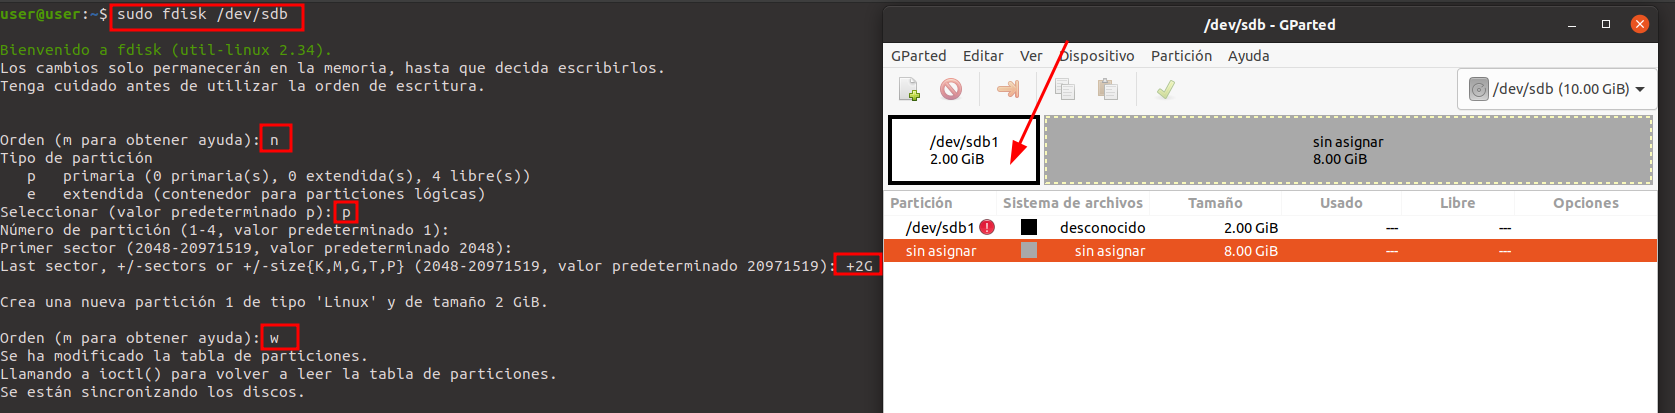 user@user:~$ sudo fdisk /dev/sdb
Bienvenido a fdisk (util-linux 2.34).
Los cambios solo permanecerán en la memoria, hasta que decida escribirlos.
Tenga cuidado antes de utilizar la orden de escritura.
Orden (m para obtener ayuda): n
Tipo de partición
p primaria (0 primaria(s), 0 extendida(s), 4 libre(s))
e extendida (contenedor para particiones lógicas)
Seleccionar (valor predeterminado p): p
Número de partición (1-4, valor predeterminado 1):
Primer sector (2048-20971519, valor predeterminado 2048):
Last sector, +/-sectors or +/-size{K,M,G,T,P} (2048-20971519, valor predeterminado 20971519): +2G
Crea una nueva partición 1 de tipo 'Linux' y de tamaño 2 GiB.
Orden (m para obtener ayuda): w
Se ha modificado la tabla de particiones.
Llamando a ioctl() para volver a leer la tabla de particiones.
Se están sincronizando los discos.
/dev/sdb - GParted
GParted Editar Ver Dispositivo Partición Ayuda
/dev/sdb (10.00 GiB)
/dev/sdb1
2.00 GiB
sin asignar
8.00 GiB
Partición Sistema de archivos Tamaño Usado Libre Opciones
/dev/sdb1 desconocido 2.00 GiB --- ---
sin asignar sin asignar 8.00 GiB --- ---